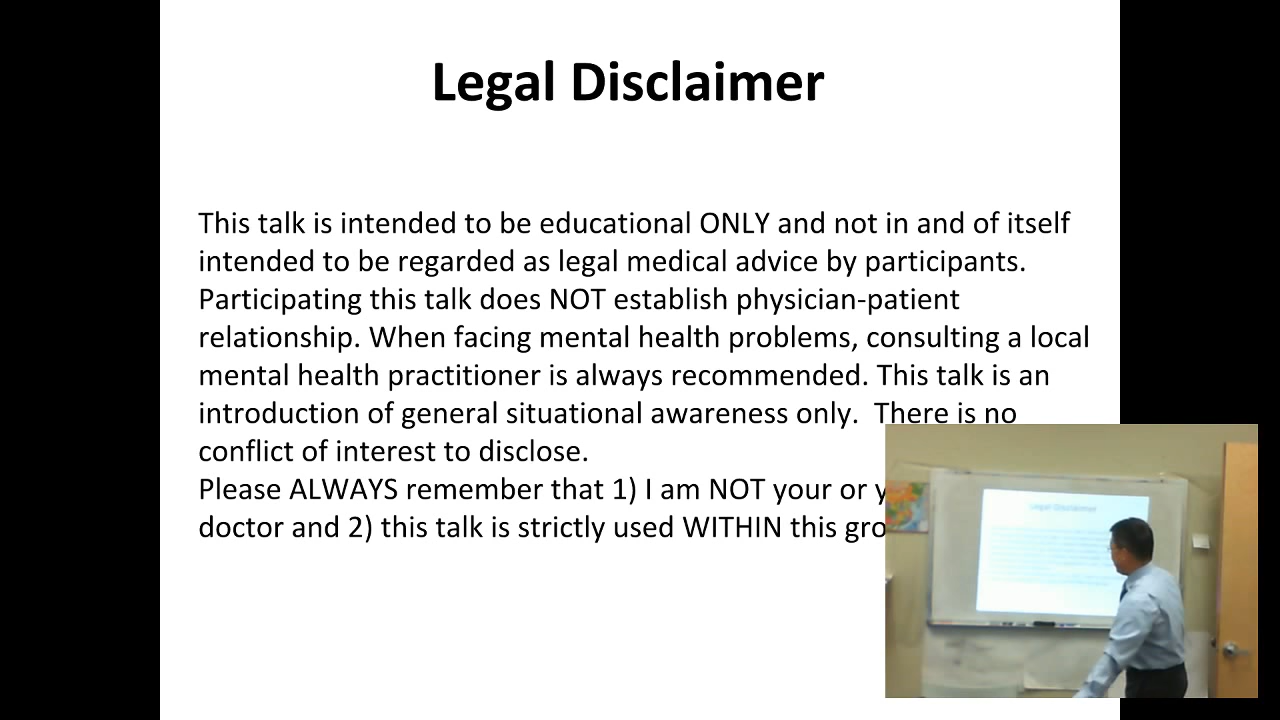 Legal Disclaimer
This talk is intended to be educational ONLY and not in and of itself
intended to be regarded as legal medical advice by participants.
Participating this talk does NOT establish physician-patient
relationship. When facing mental health problems, consulting a local
mental health practitioner is always recommended. This talk is an
introduction of general situational awareness only.  There is no
conflict of interest to disclose.
Please ALWAYS remember that 1) I am NOT your or
doctor and 2) this talk is strictly used WITHIN this
Legal Disclaimer